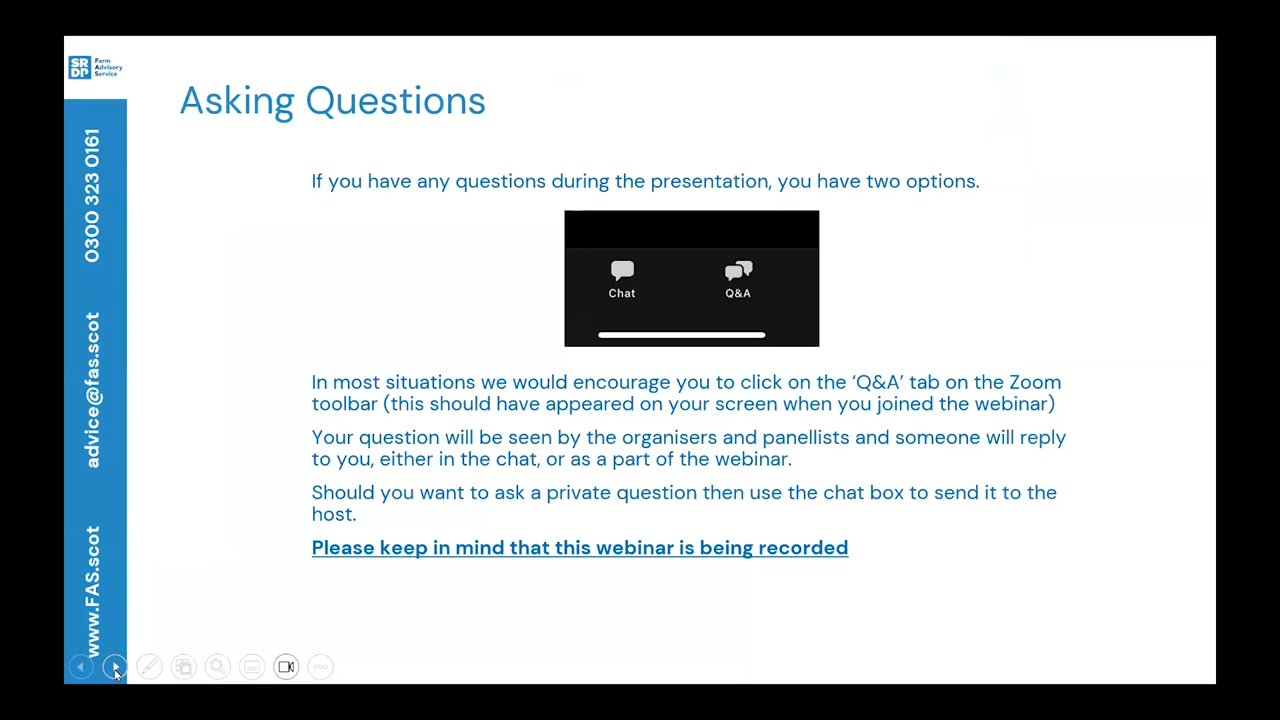 SR
DP
Farm
Advisory
Service
Asking Questions
0300 323 0161
advice@fas.scot
www.FAS.scot
If you have any questions during the presentation, you have two options.
Chat
Q&A
In most situations we would encourage you to click on the ‘Q&A’ tab on the Zoom
toolbar (this should have appeared on your screen when you joined the webinar)
Your question will be seen by the organisers and panellists and someone will reply
to you, either in the chat, or as a part of the webinar.
Should you want to ask a private question then use the chat box to send it to the
host.
Please keep in mind that this webinar is being recorded